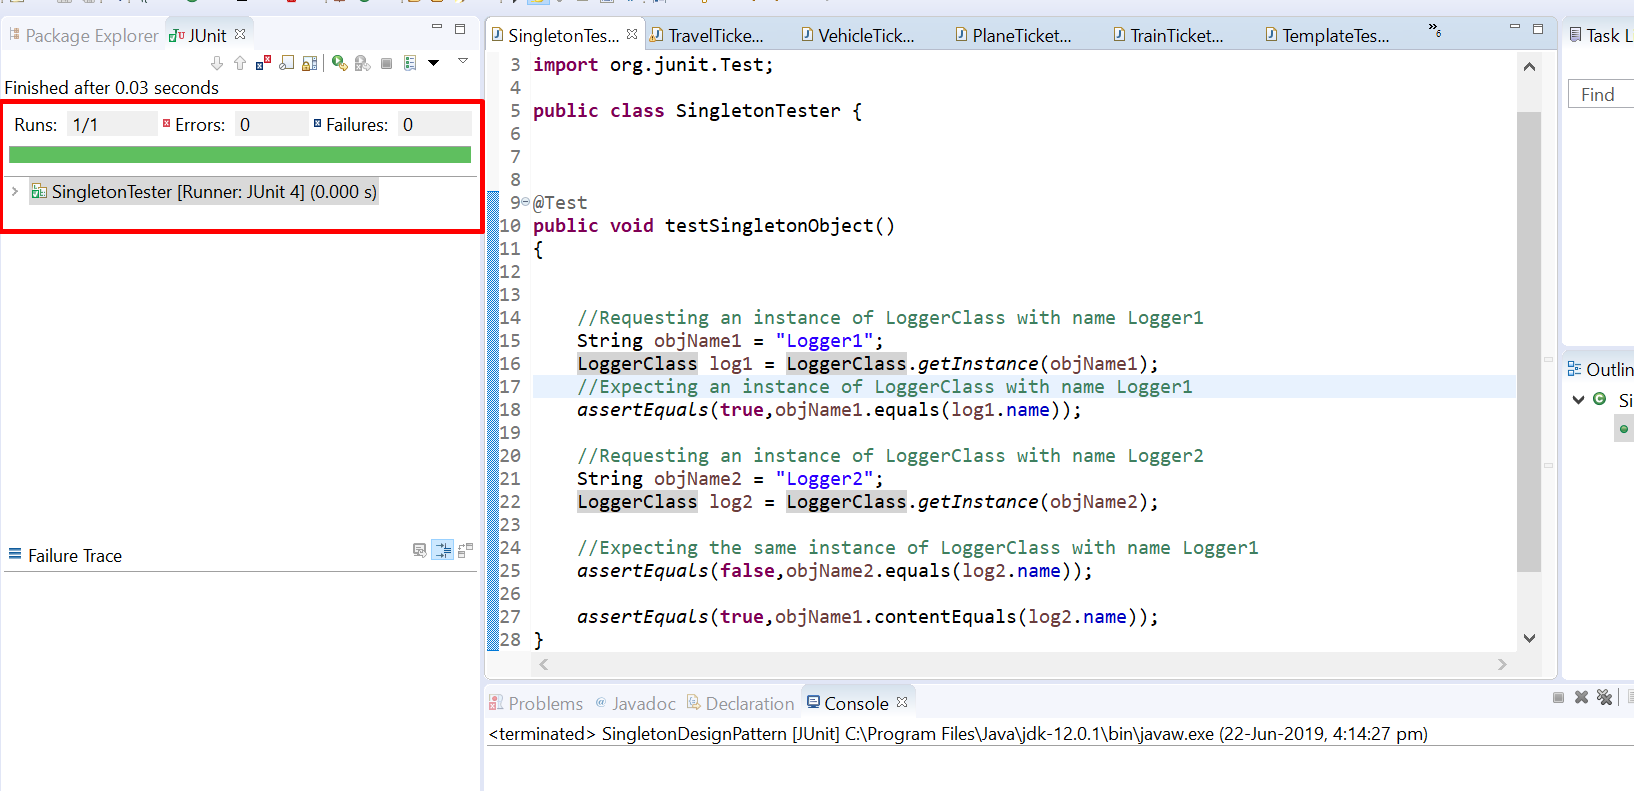 Package Explorer JUnit
Finished after 0.03 seconds
Runs: 1/1 Errors: 0 Failures: 0
SingletonTester [Runner: JUnit 4] (0.000 s)
Failure Trace
SingletonTes... TravelTicke... VehicleTick... PlaneTicket... TrainTicket... TemplateTes... »6
3 import org.junit.Test;
4
5 public class SingletonTester {
6
7
8
9 @Test
10 public void testSingletonObject()
11 {
12
13
14 //Requesting an instance of LoggerClass with name Logger1
15 String objName1 = "Logger1";
16 LoggerClass log1 = LoggerClass.getInstance(objName1);
17 //Expecting an instance of LoggerClass with name Logger1
18 assertEquals(true,objName1.equals(log1.name));
19
20 //Requesting an instance of LoggerClass with name Logger2
21 String objName2 = "Logger2";
22 LoggerClass log2 = LoggerClass.getInstance(objName2);
23
24 //Expecting the same instance of LoggerClass with name Logger1
25 assertEquals(false,objName2.equals(log2.name));
26
27 assertEquals(true,objName1.contentEquals(log2.name));
28 }
Problems @ Javadoc Declaration Console
<terminated> SingletonDesignPattern [JUnit] C:\Program Files\Java\jdk-12.0.1\bin\javaw.exe (22-Jun-2019, 4:14:27 pm)
Task L
Find
Outlin
Si